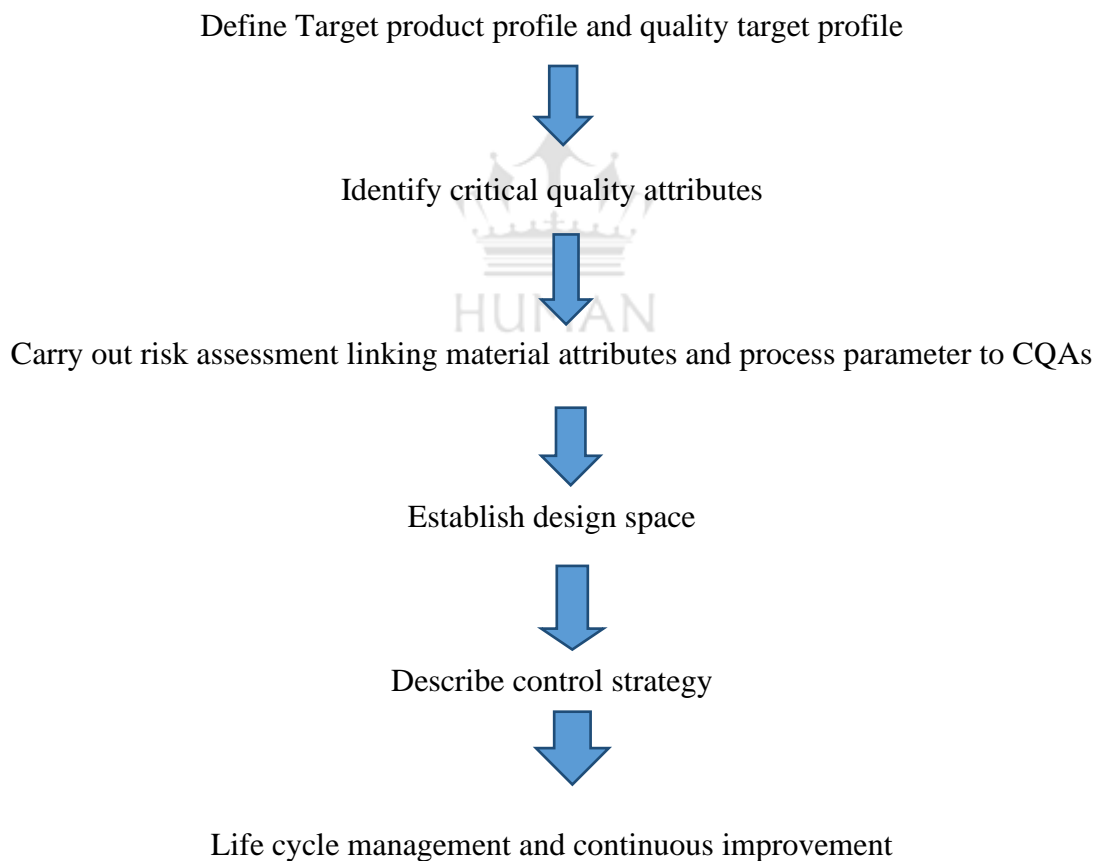 Define Target product profile and quality target profile
Identify critical quality attributes
HUMAN
Carry out risk assessment linking material attributes and process parameter to CQAs
Establish design space
Describe control strategy
Life cycle management and continuous improvement